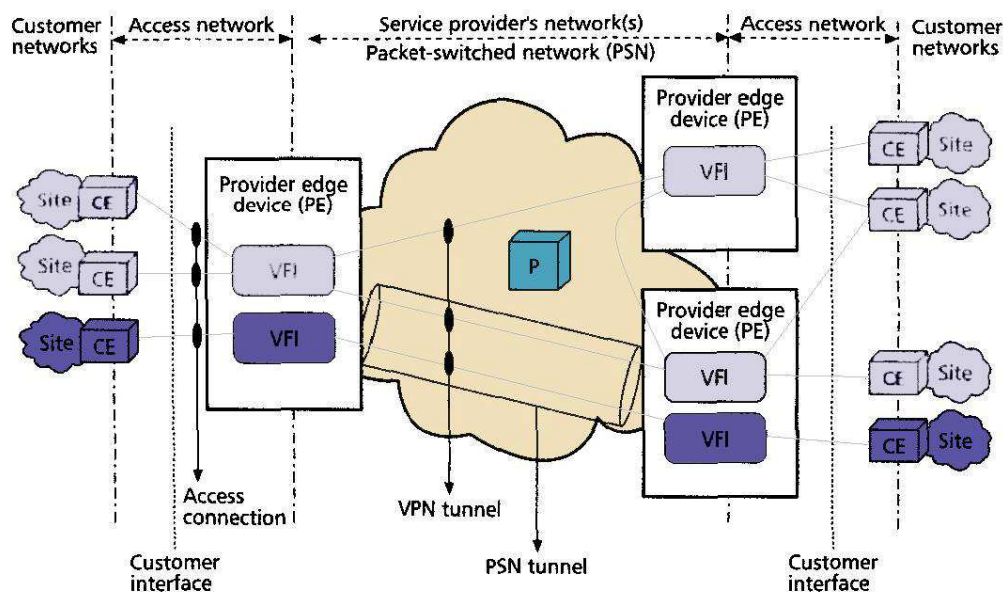 Customer
networks
Access network
Service provider's network(s)
Packet-switched network (PSN)
Access network
Customer
networks
Provider edge
device (PE)
VFI
CE
Site
CE
Site
Site
CE
Site
CE
Site
CE
Provider edge
device (PE)
VFI
VFI
P
Provider edge
device (PE)
VFI
VFI
CE
Site
CE
Site
Access
connection
VPN tunnel
PSN tunnel
Customer
interface
Customer
interface